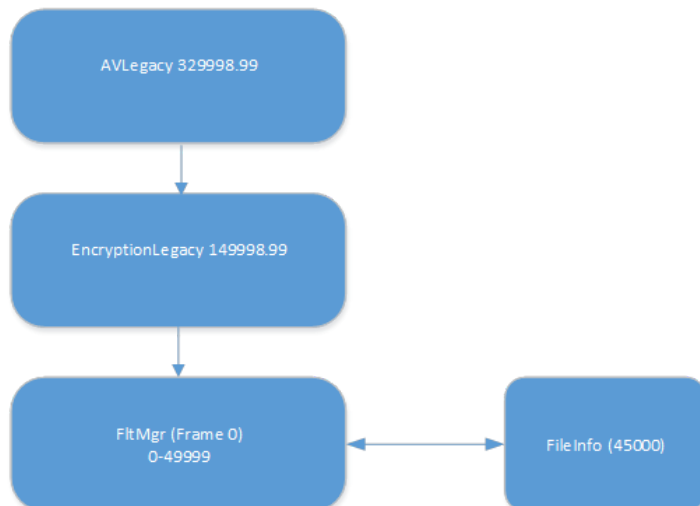 AVLegacy 329998.99
EncryptionLegacy 149998.99
FltMgr (Frame 0)
0-49999
FileInfo (45000)